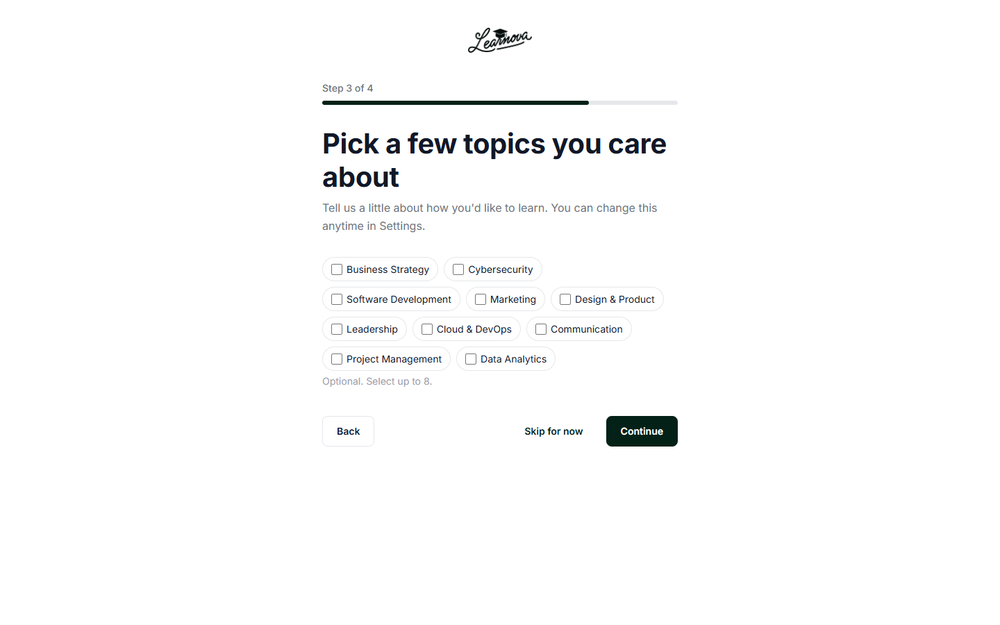 Learnova
Step 3 of 4
Pick a few topics you care
about
Tell us a little about how you'd like to learn. You can change this
anytime in Settings.
Business Strategy Cybersecurity
Software Development Marketing Design & Product
Leadership Cloud & DevOps Communication
Project Management Data Analytics
Optional. Select up to 8.
Back Skip for now Continue